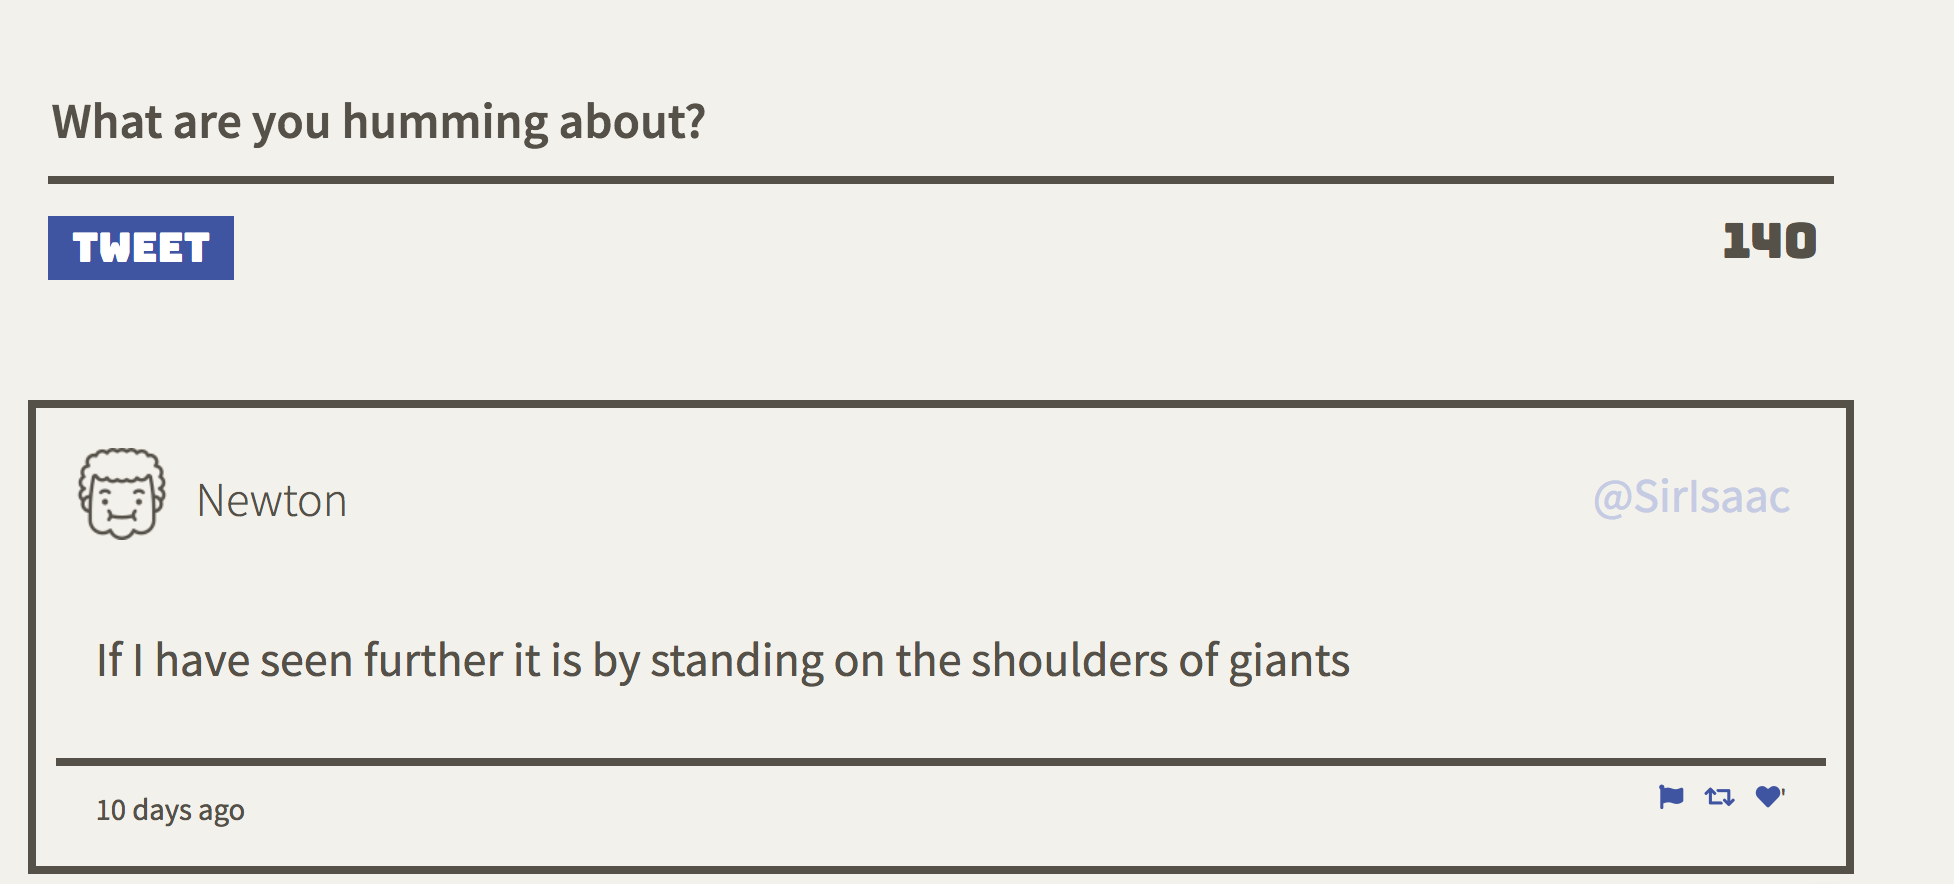 What are you humming about?
TWEET
140
Newton
@SirIsaac
If I have seen further it is by standing on the shoulders of giants
10 days ago
'